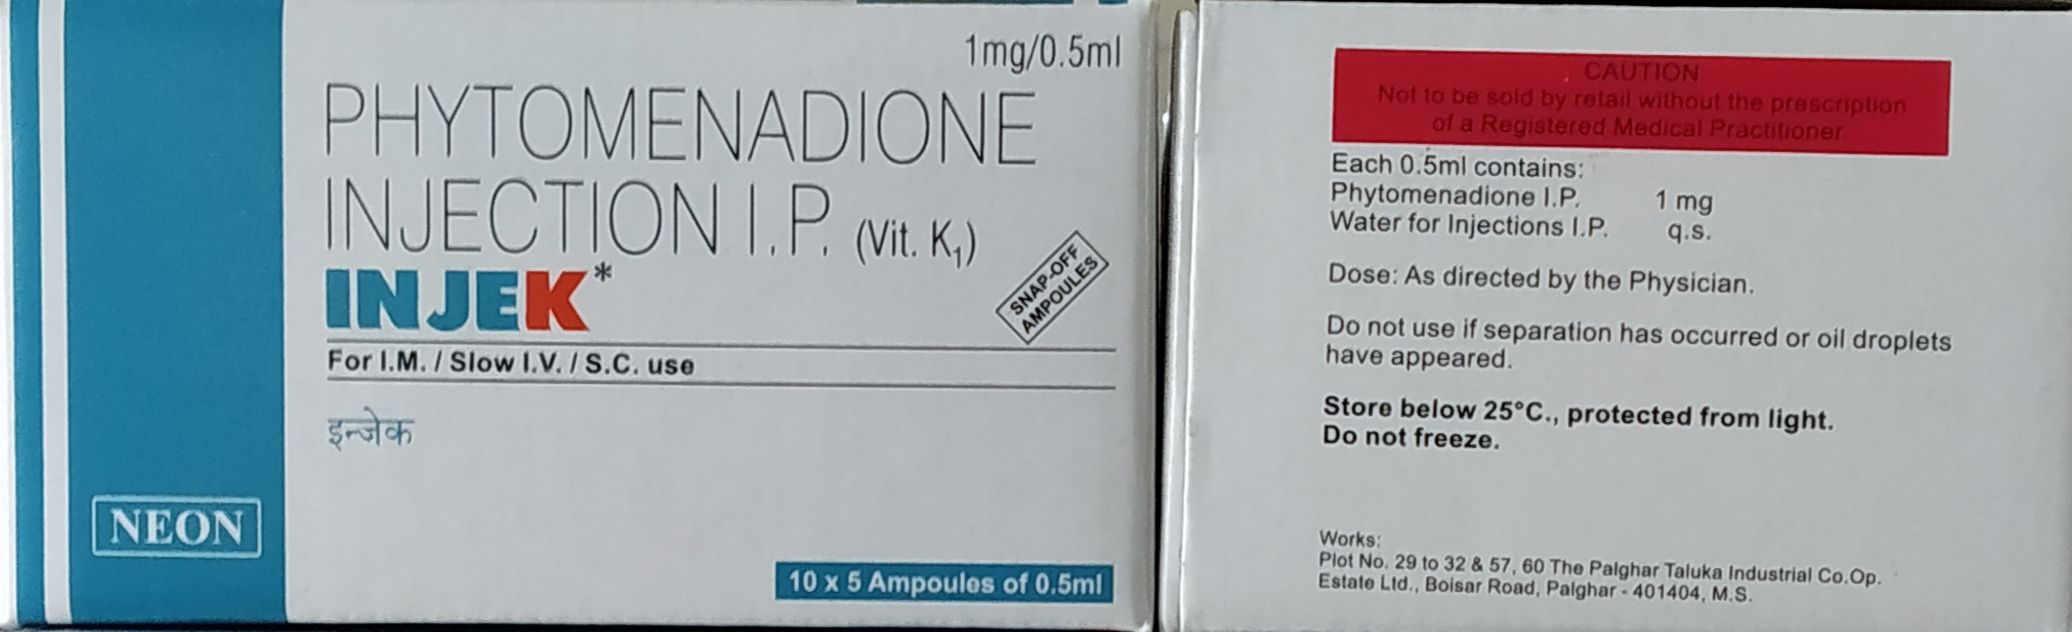 1mg/0.5ml
PHYTOMENADIONE
INJECTION I.P. (Vit. K₁)
INJEK*
SNAP-OFF
AMPOULES
For I.M. / Slow I.V. / S.C. use
इन्जेक
NEON
10 x 5 Ampoules of 0.5ml
CAUTION
Not to be sold by retail without the prescription
of a Registered Medical Practitioner.
Each 0.5ml contains:
Phytomenadione I.P. 1 mg
Water for Injections I.P. q.s.
Dose: As directed by the Physician.
Do not use if separation has occurred or oil droplets
have appeared.
Store below 25°C., protected from light.
Do not freeze.
Works:
Plot No. 29 to 32 & 57, 60 The Palghar Taluka Industrial Co.Op.
Estate Ltd., Boisar Road, Palghar - 401404, M.S.